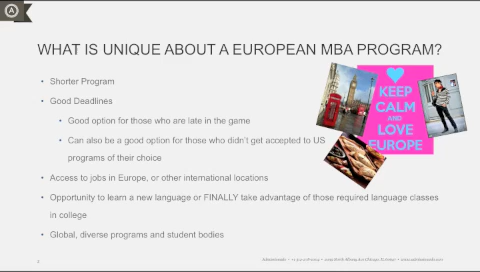 WHAT IS UNIQUE ABOUT A EUROPEAN MBA PROGRAM?
• Shorter Program
• Good Deadlines
• Good option for those who are late in the game
• Can also be a good option for those who didn't get accepted to US
programs of their choice
• Access to jobs in Europe, or other international locations
• Opportunity to learn a new language or FINALLY take advantage of those required language classes
in college
• Global, diverse programs and student bodies
KEEP
CALM
AND
LOVE
EUROPE